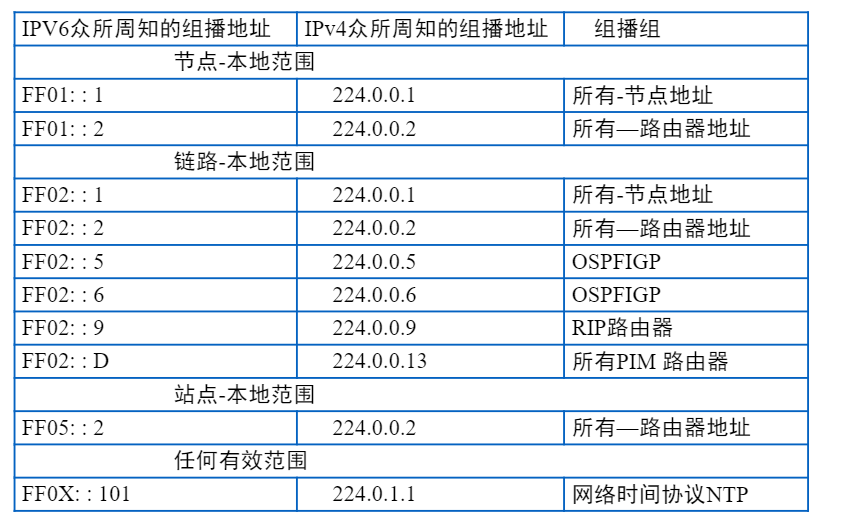 IPV6众所周知的组播地址 IPv4众所周知的组播地址 组播组
节点-本地范围
FF01: : 1 224.0.0.1 所有-节点地址
FF01: : 2 224.0.0.2 所有—路由器地址
链路-本地范围
FF02: : 1 224.0.0.1 所有-节点地址
FF02: : 2 224.0.0.2 所有—路由器地址
FF02: : 5 224.0.0.5 OSPFIGP
FF02: : 6 224.0.0.6 OSPFIGP
FF02: : 9 224.0.0.9 RIP路由器
FF02: : D 224.0.0.13 所有PIM 路由器
站点-本地范围
FF05: : 2 224.0.0.2 所有—路由器地址
任何有效范围
FF0X: : 101 224.0.1.1 网络时间协议NTP